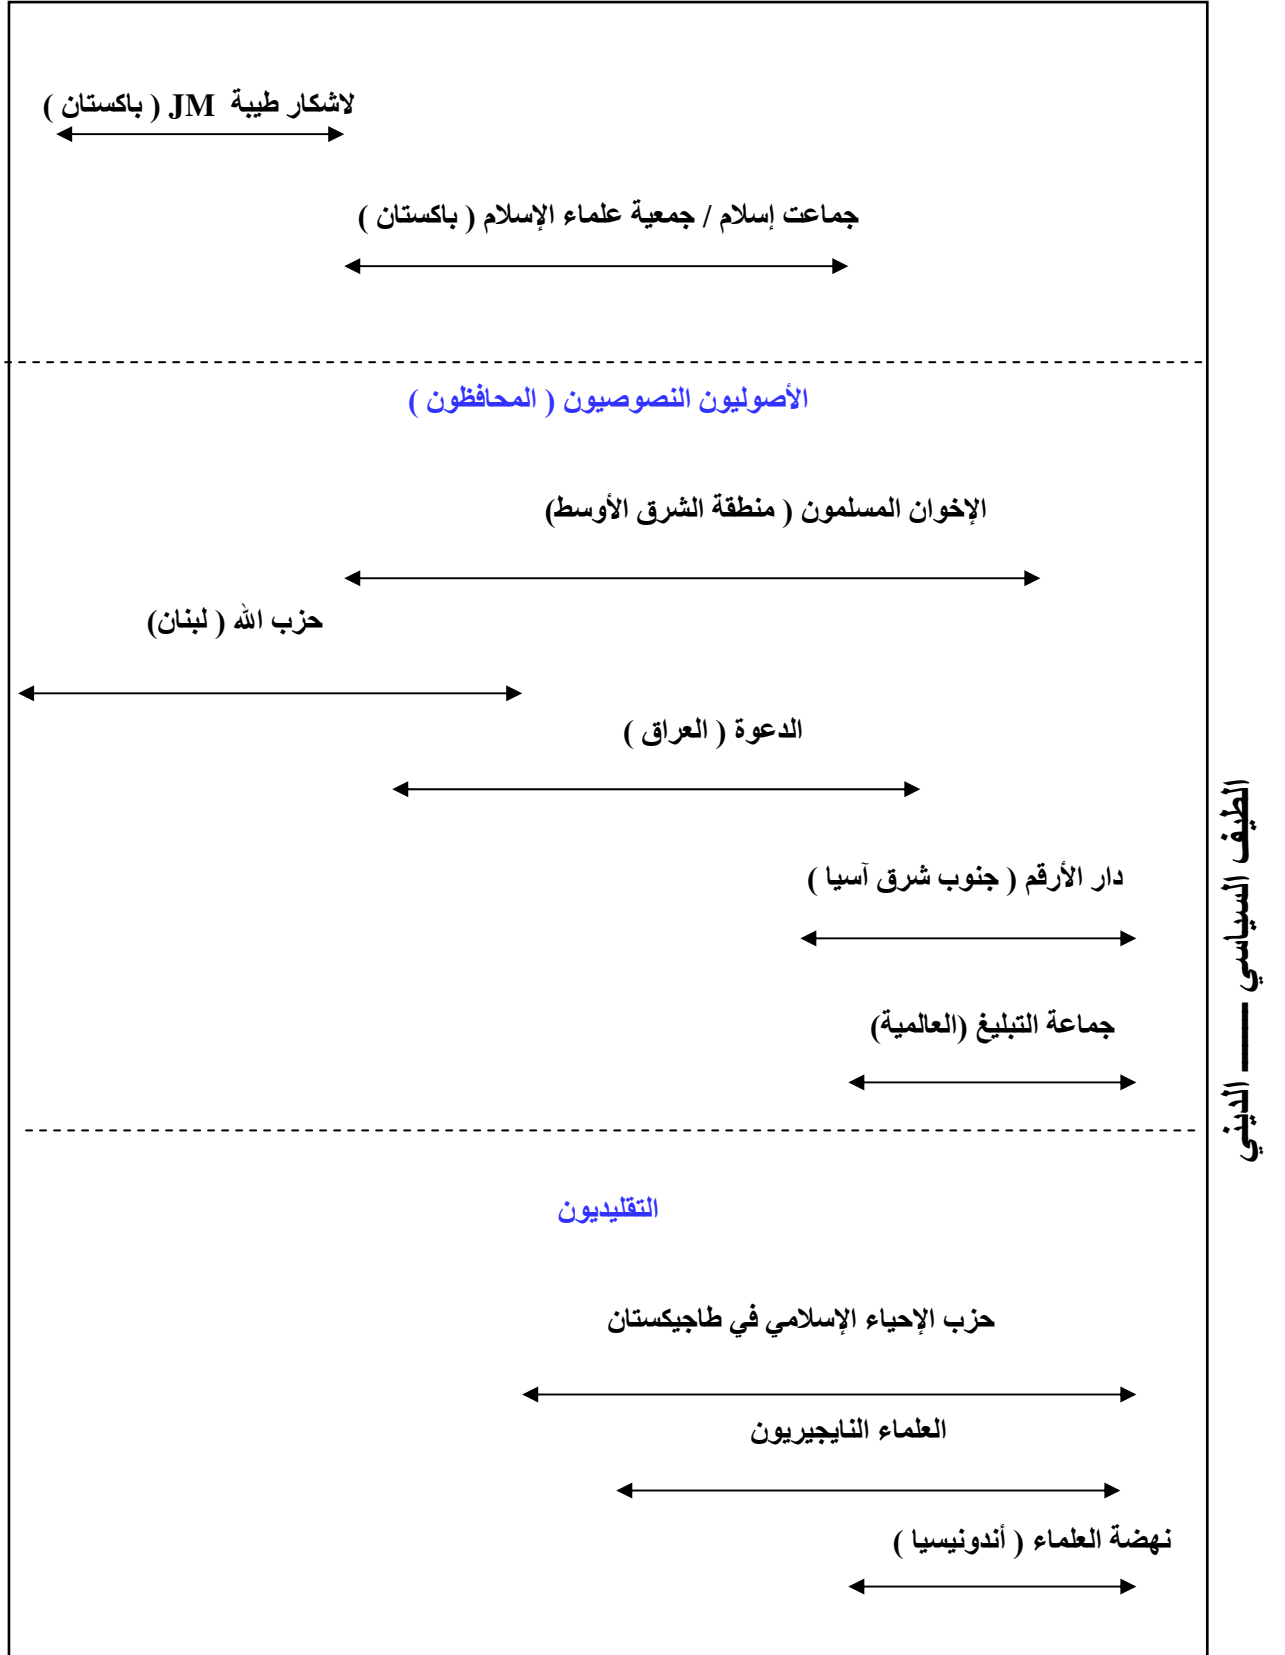 لاشكار طيبة JM ( باكستان )
جماعت إسلام / جمعية علماء الإسلام ( باكستان )
الأصوليون النصوصيون ( المحافظون )
الإخوان المسلمون ( منطقة الشرق الأوسط)
حزب الله ( لبنان)
الدعوة ( العراق )
دار الأرقم ( جنوب شرق آسيا )
جماعة التبليغ (العالمية)
الطيف السياسي ــــــ الديني
التقليديون
حزب الإحياء الإسلامي في طاجيكستان
العلماء النايجيريون
نهضة العلماء ( أندونيسيا )